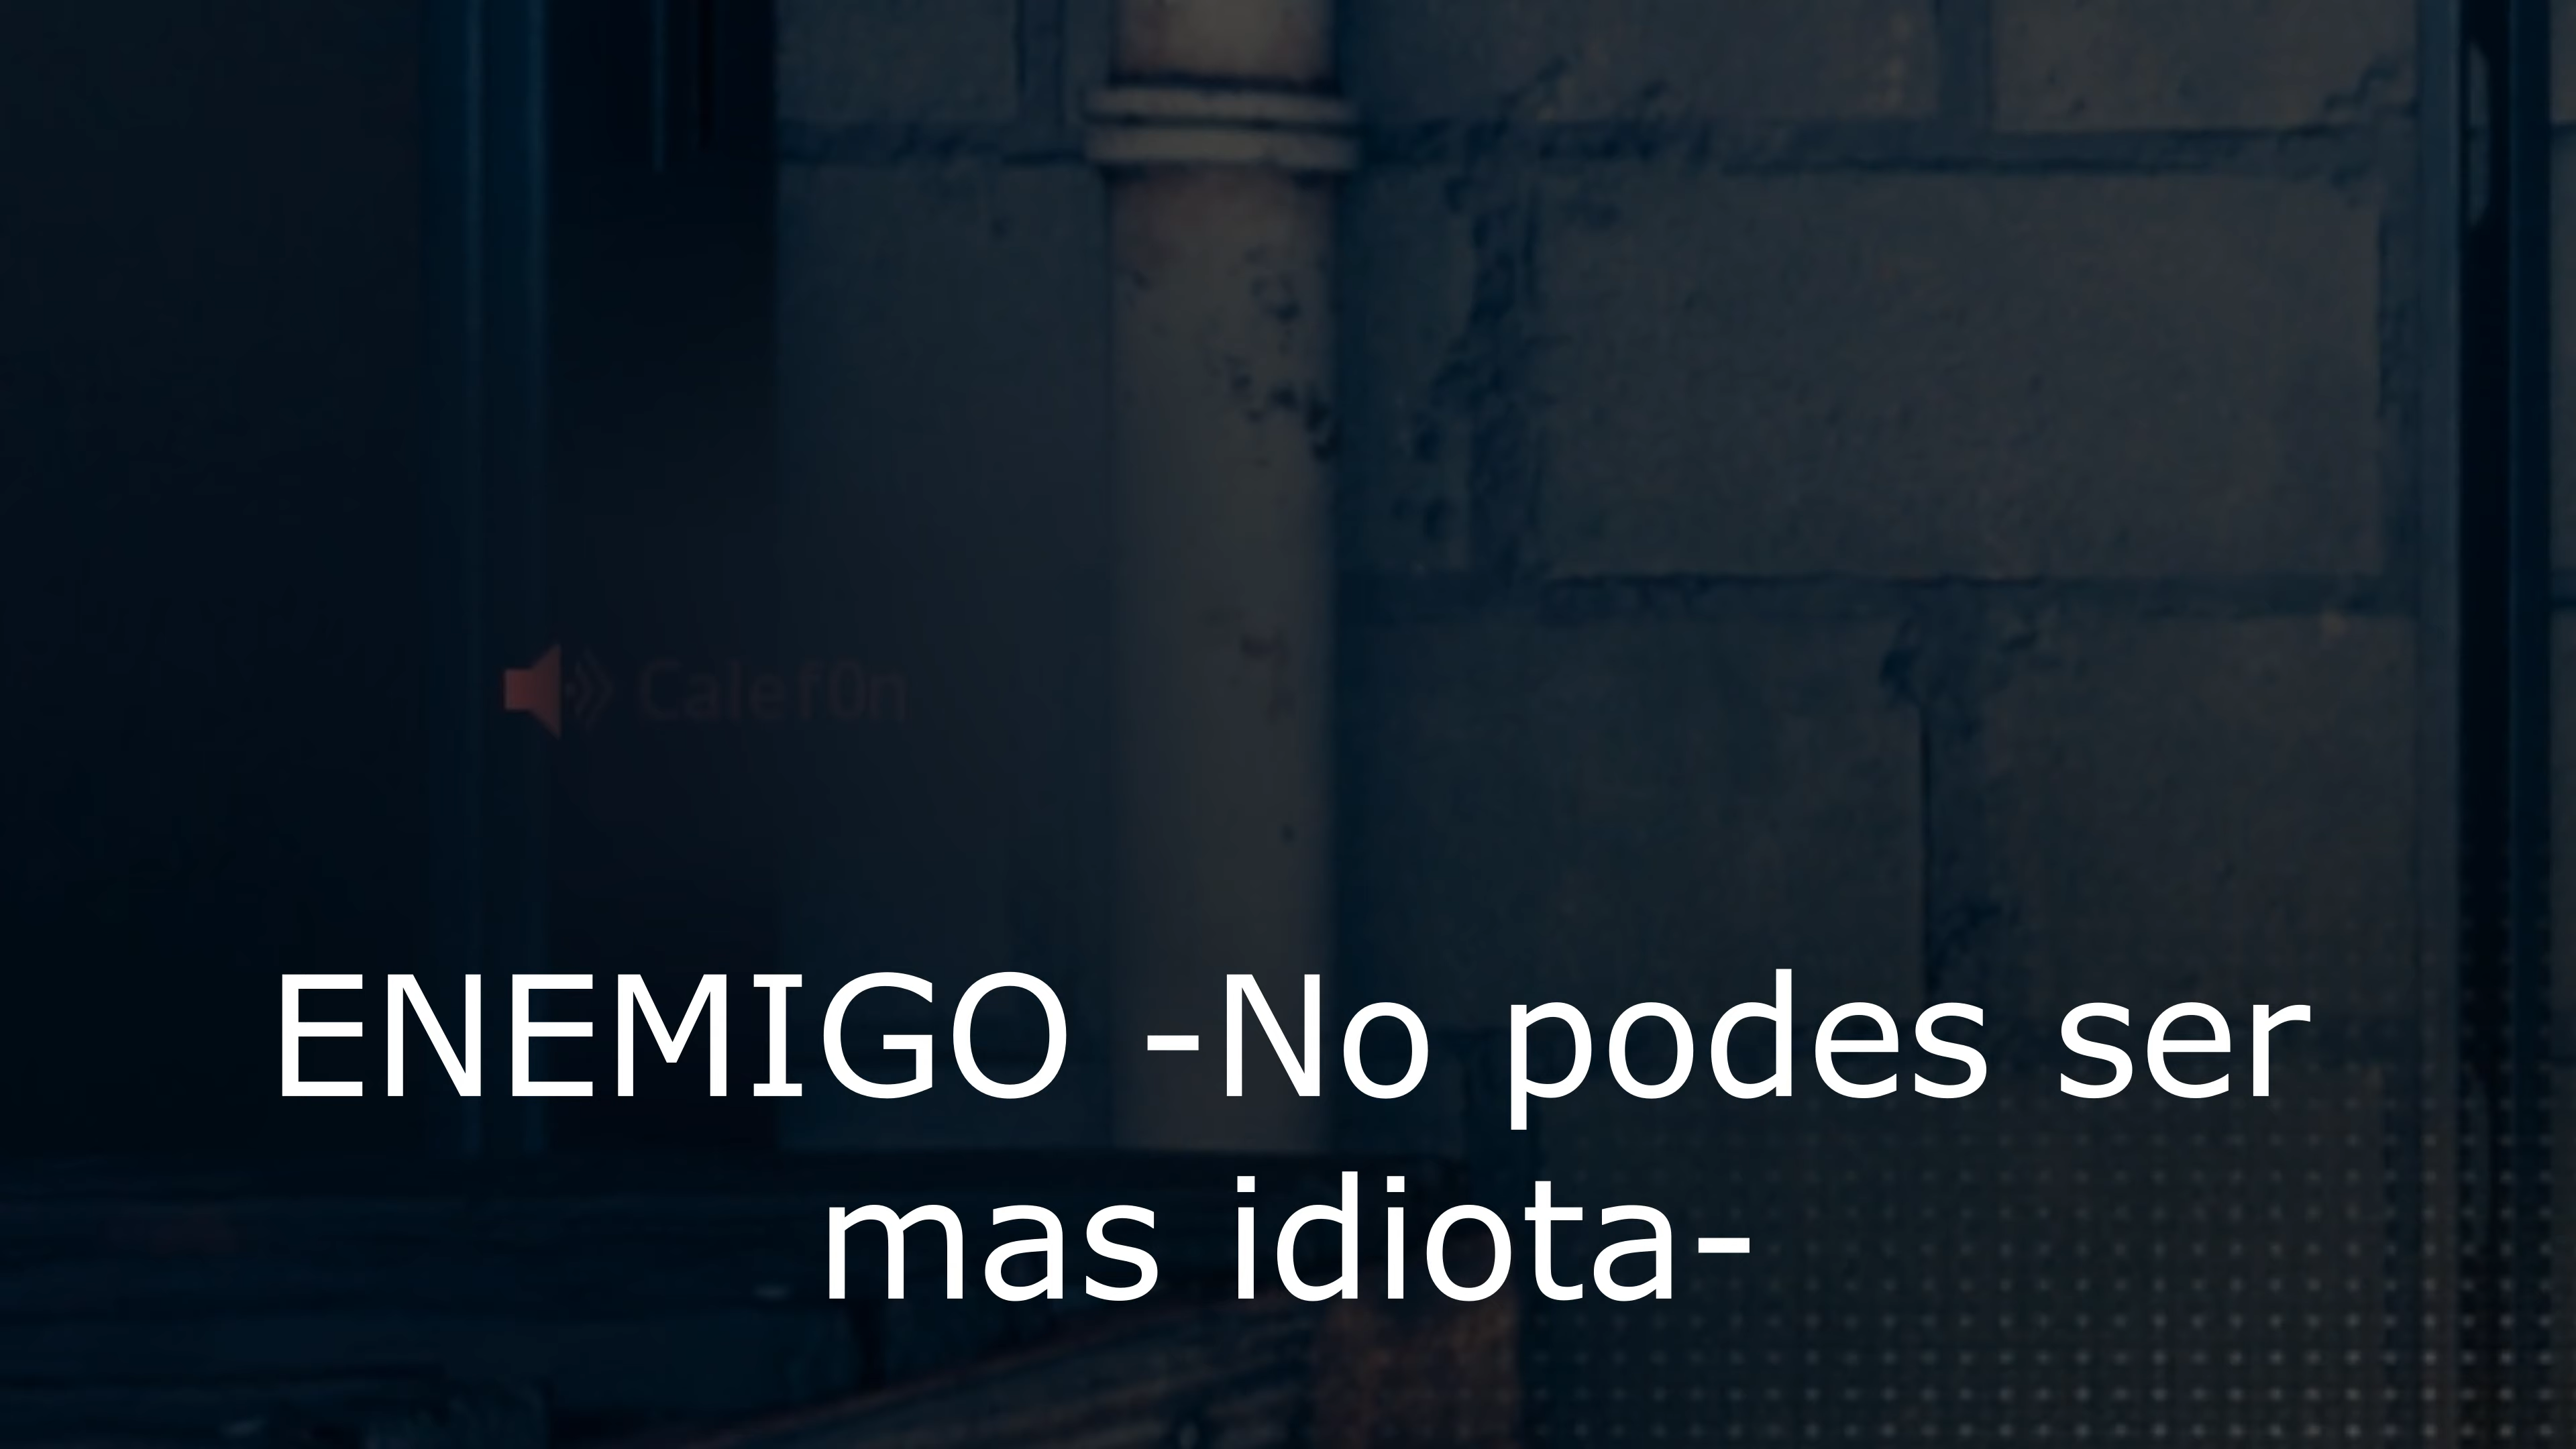 Calef0n
ENEMIGO -No podes ser
mas idiota-